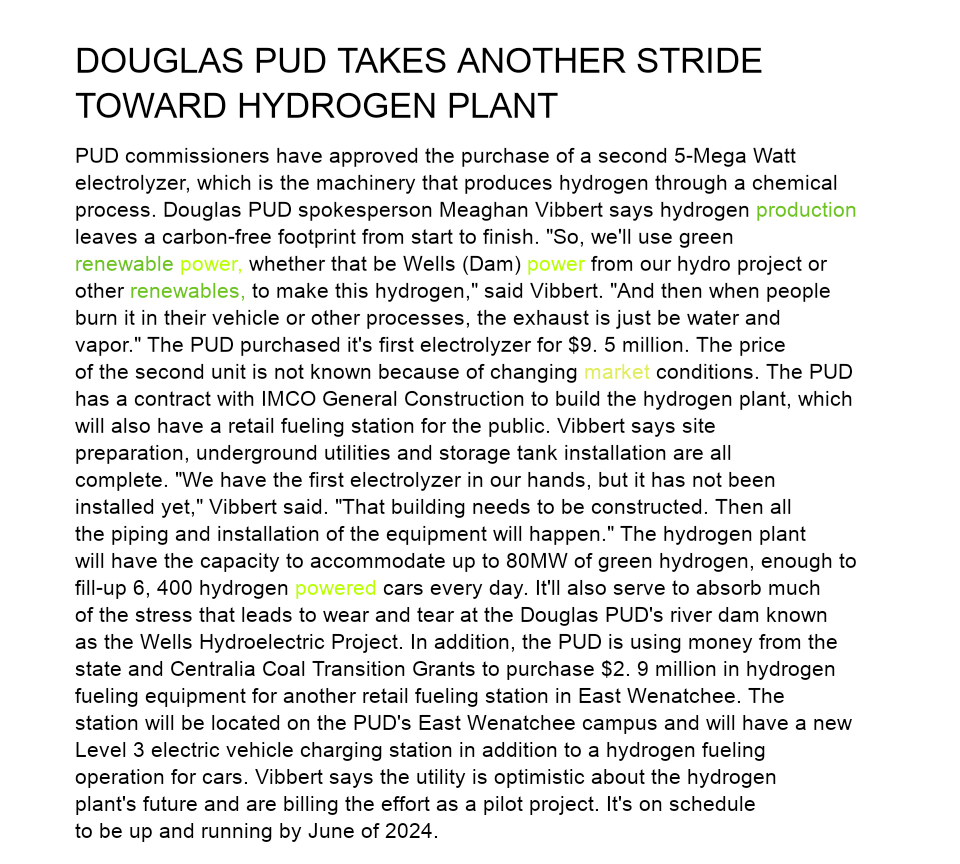 DOUGLAS PUD TAKES ANOTHER STRIDE
TOWARD HYDROGEN PLANT
PUD commissioners have approved the purchase of a second 5-Mega Watt
electrolyzer, which is the machinery that produces hydrogen through a chemical
process. Douglas PUD spokesperson Meaghan Vibbert says hydrogen production
leaves a carbon-free footprint from start to finish. "So, we'll use green
renewable power, whether that be Wells (Dam) power from our hydro project or
other renewables, to make this hydrogen," said Vibbert. "And then when people
burn it in their vehicle or other processes, the exhaust is just be water and
vapor." The PUD purchased it's first electrolyzer for $9. 5 million. The price
of the second unit is not known because of changing market conditions. The PUD
has a contract with IMCO General Construction to build the hydrogen plant, which
will also have a retail fueling station for the public. Vibbert says site
preparation, underground utilities and storage tank installation are all
complete. "We have the first electrolyzer in our hands, but it has not been
installed yet," Vibbert said. "That building needs to be constructed. Then all
the piping and installation of the equipment will happen." The hydrogen plant
will have the capacity to accommodate up to 80MW of green hydrogen, enough to
fill-up 6, 400 hydrogen powered cars every day. It'll also serve to absorb much
of the stress that leads to wear and tear at the Douglas PUD's river dam known
as the Wells Hydroelectric Project. In addition, the PUD is using money from the
state and Centralia Coal Transition Grants to purchase $2. 9 million in hydrogen
fueling equipment for another retail fueling station in East Wenatchee. The
station will be located on the PUD's East Wenatchee campus and will have a new
Level 3 electric vehicle charging station in addition to a hydrogen fueling
operation for cars. Vibbert says the utility is optimistic about the hydrogen
plant's future and are billing the effort as a pilot project. It's on schedule
to be up and running by June of 2024.